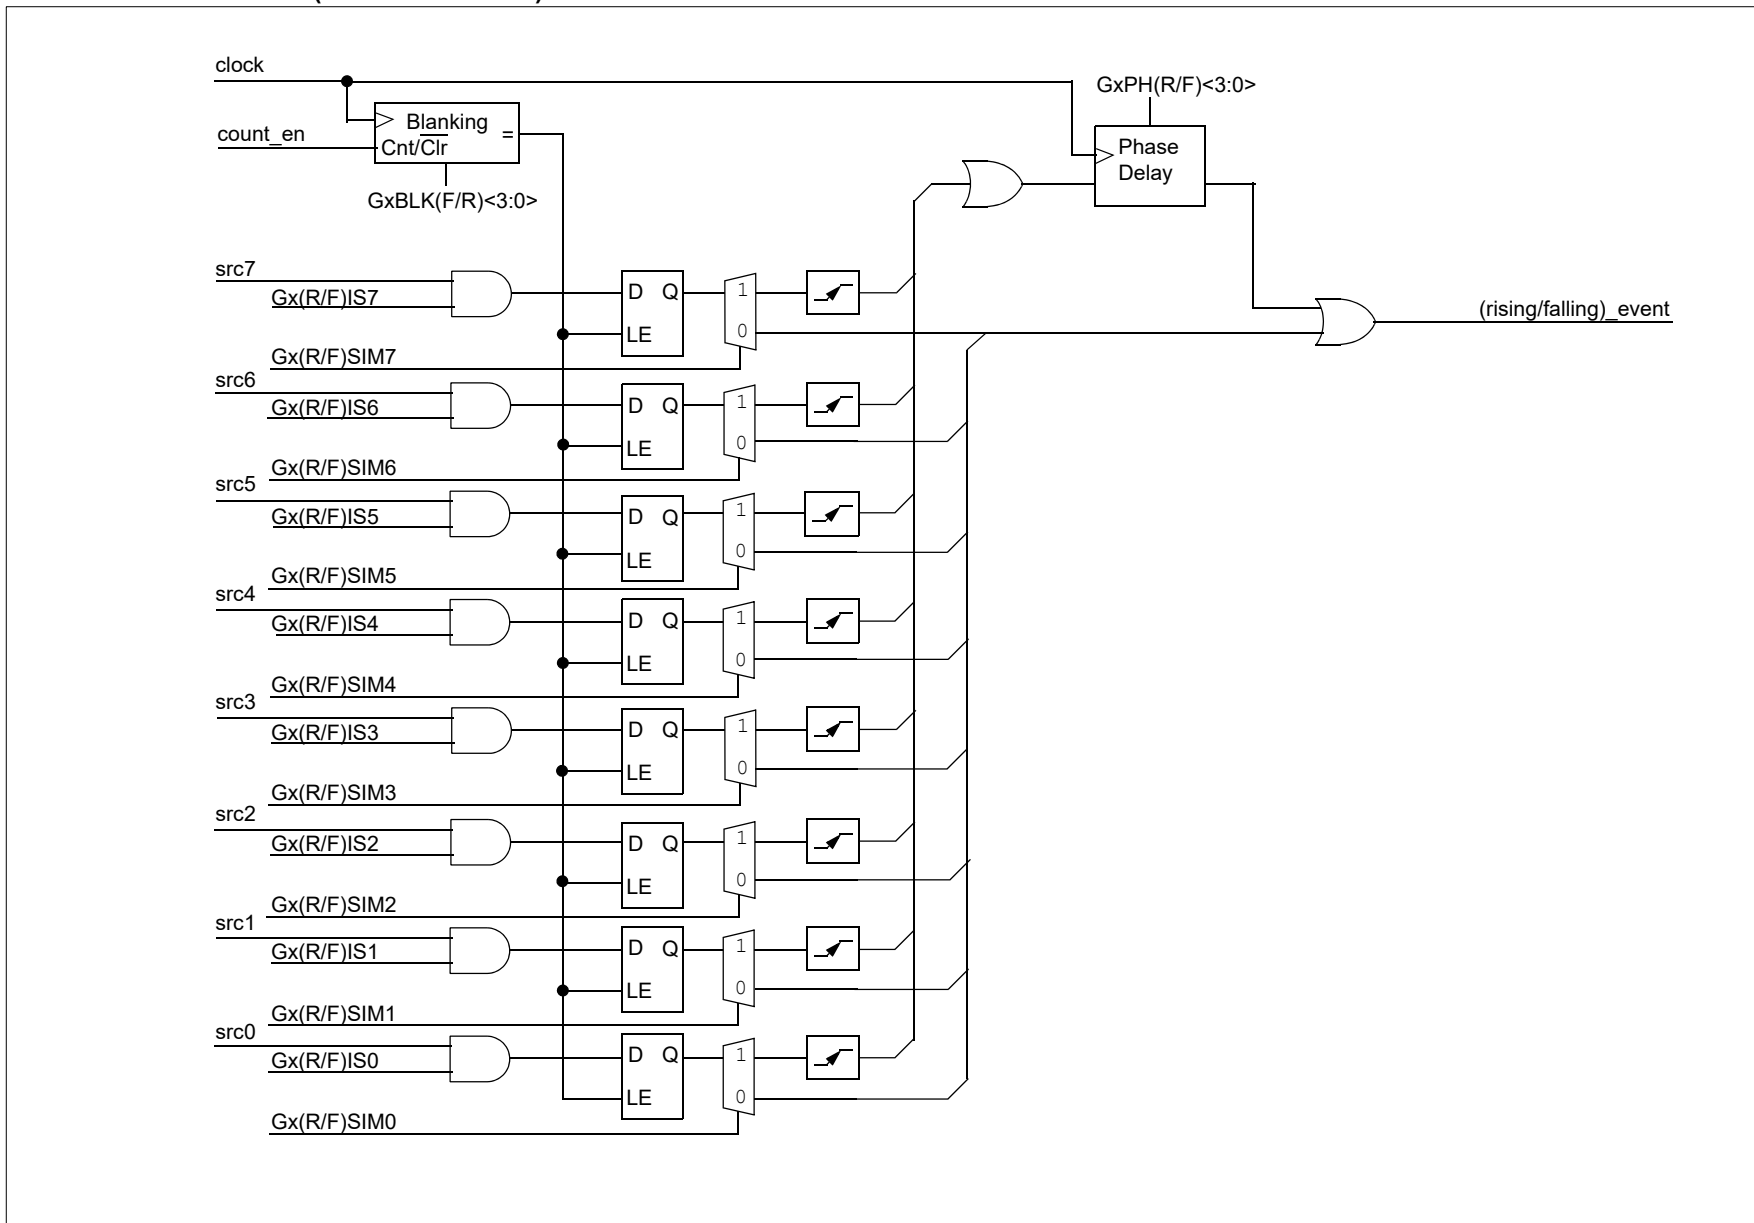 clock
GxPH(R/F)<3:0>
count_en
Blanking
=
Cnt/Clr
Phase
Delay
GxBLK(F/R)<3:0>
src7
Gx(R/F)IS7
D Q
LE
1
0
(rising/falling)_event
Gx(R/F)SIM7
src6
Gx(R/F)IS6
D Q
LE
1
0
Gx(R/F)SIM6
src5
Gx(R/F)IS5
D Q
LE
1
0
Gx(R/F)SIM5
src4
Gx(R/F)IS4
D Q
LE
1
0
Gx(R/F)SIM4
src3
Gx(R/F)IS3
D Q
LE
1
0
Gx(R/F)SIM3
src2
Gx(R/F)IS2
D Q
LE
1
0
Gx(R/F)SIM2
src1
Gx(R/F)IS1
D Q
LE
1
0
Gx(R/F)SIM1
src0
Gx(R/F)IS0
D Q
LE
1
0
Gx(R/F)SIM0